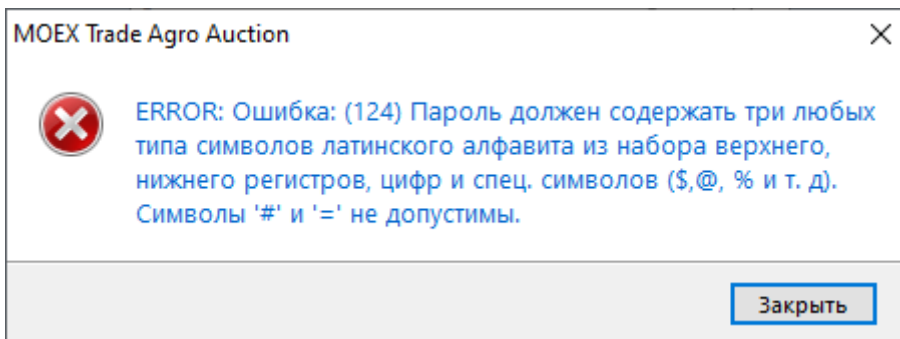 MOEX Trade Agro Auction
ERROR: Ошибка: (124) Пароль должен содержать три любых
типа символов латинского алфавита из набора верхнего,
нижнего регистров, цифр и спец. символов ($,@, % и т. д).
Символы '#' и '=' не допустимы.
Закрыть